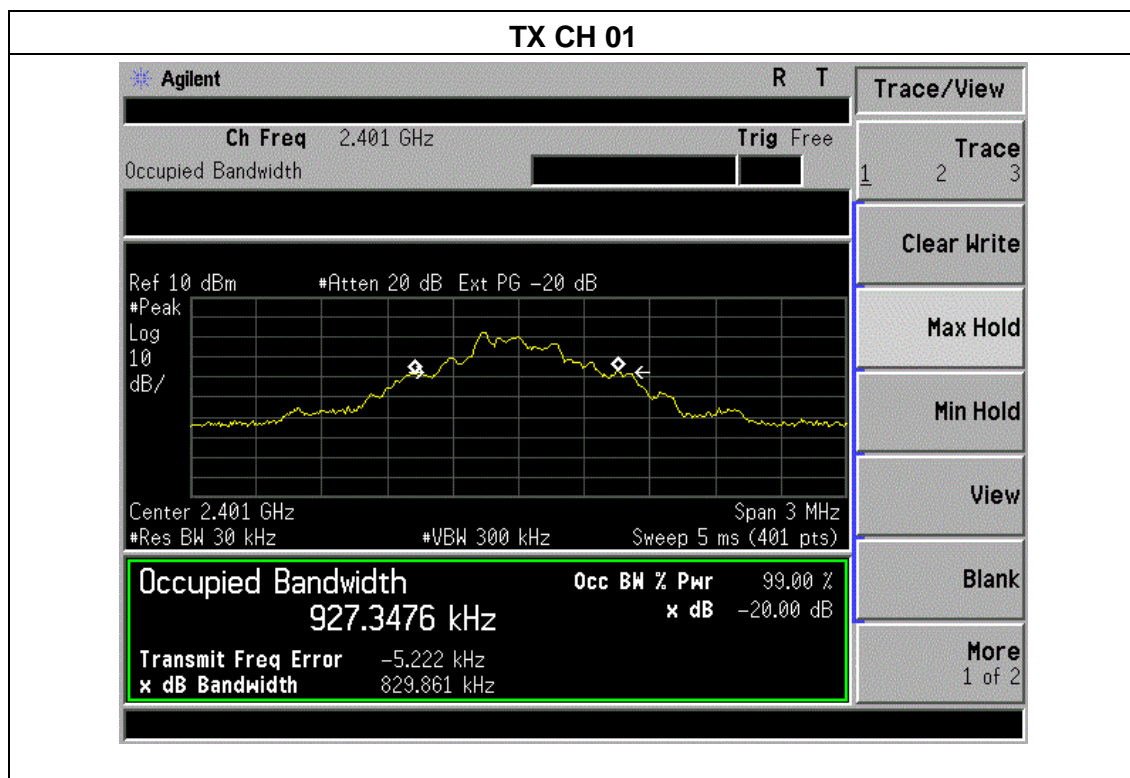 TX CH 01
Agilent
R T
Ch Freq 2.401 GHz
Trig Free
Occupied Bandwidth
Ref 10 dBm #Atten 20 dB Ext PG −20 dB
#Peak
Log
10
dB/
Center 2.401 GHz
Span 3 MHz
#Res BW 30 kHz #VBW 300 kHz Sweep 5 ms (401 pts)
Occupied Bandwidth
927.3476 kHz
Occ BW % Pwr 99.00 %
x dB −20.00 dB
Transmit Freq Error −5.222 kHz
x dB Bandwidth 829.861 kHz
Trace/View
Trace
1 2 3
Clear Write
Max Hold
Min Hold
View
Blank
More
1 of 2